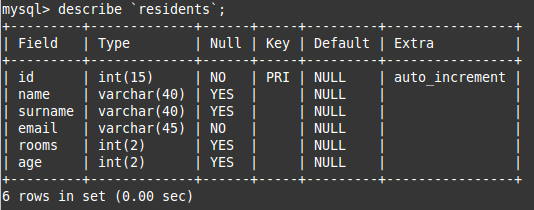 mysql> describe `residents`;
+---------+-------------+------+-----+---------+----------------+
| Field   | Type        | Null | Key | Default | Extra          |
+---------+-------------+------+-----+---------+----------------+
| id      | int(15)     | NO   | PRI | NULL    | auto_increment |
| name    | varchar(40) | YES  |     | NULL    |                |
| surname | varchar(40) | YES  |     | NULL    |                |
| email   | varchar(45) | NO   |     | NULL    |                |
| rooms   | int(2)      | YES  |     | NULL    |                |
| age     | int(2)      | YES  |     | NULL    |                |
+---------+-------------+------+-----+---------+----------------+
6 rows in set (0.00 sec)